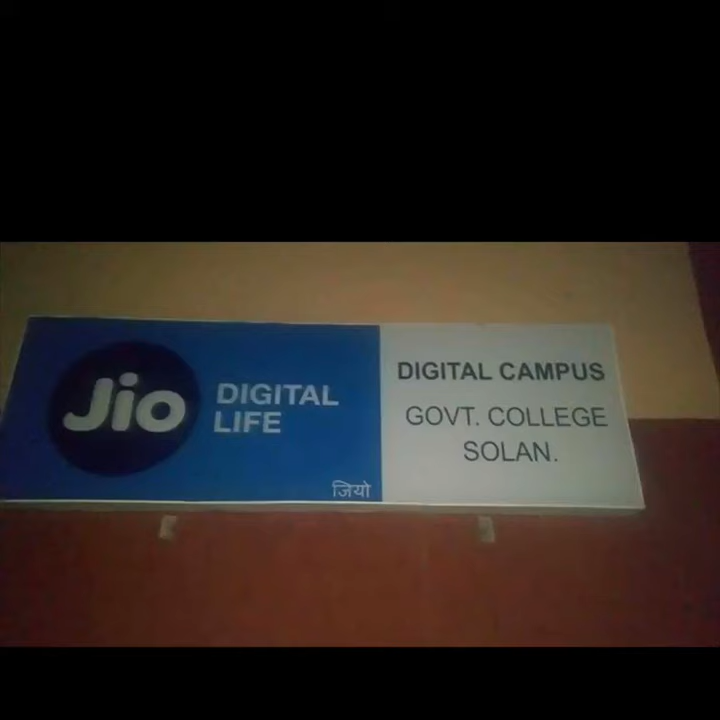 Jio
DIGITAL
LIFE
जियो
DIGITAL CAMPUS
GOVT. COLLEGE
SOLAN.